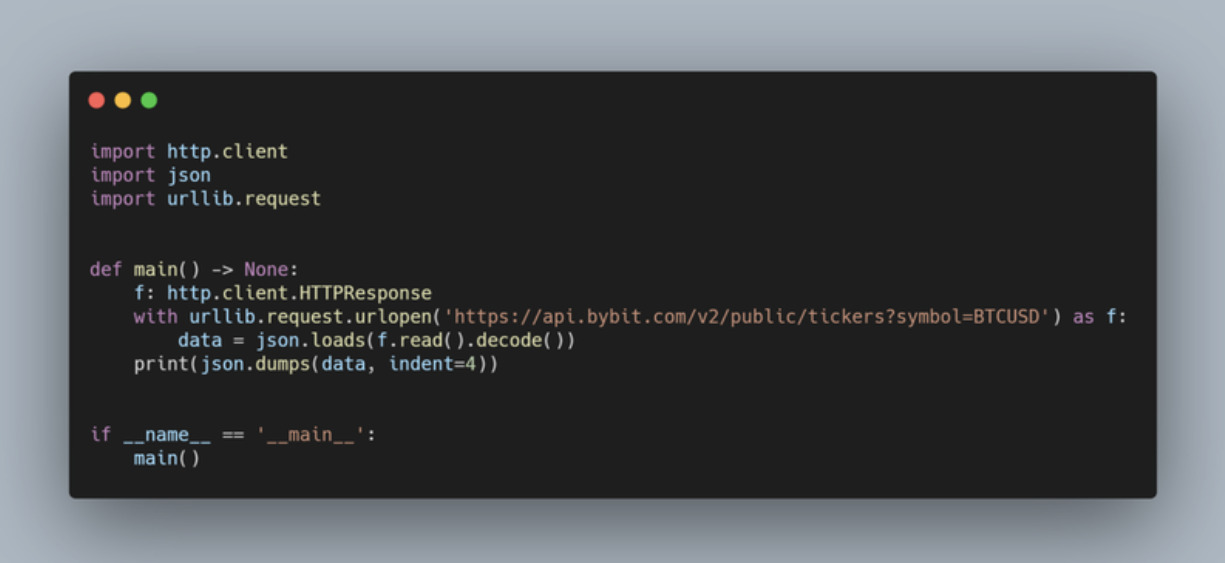 import http.client
import json
import urllib.request
def main() -> None:
    f: http.client.HTTPResponse
    with urllib.request.urlopen('https://api.bybit.com/v2/public/tickers?symbol=BTCUSD') as f:
        data = json.loads(f.read().decode())
    print(json.dumps(data, indent=4))
if __name__ == '__main__':
    main()